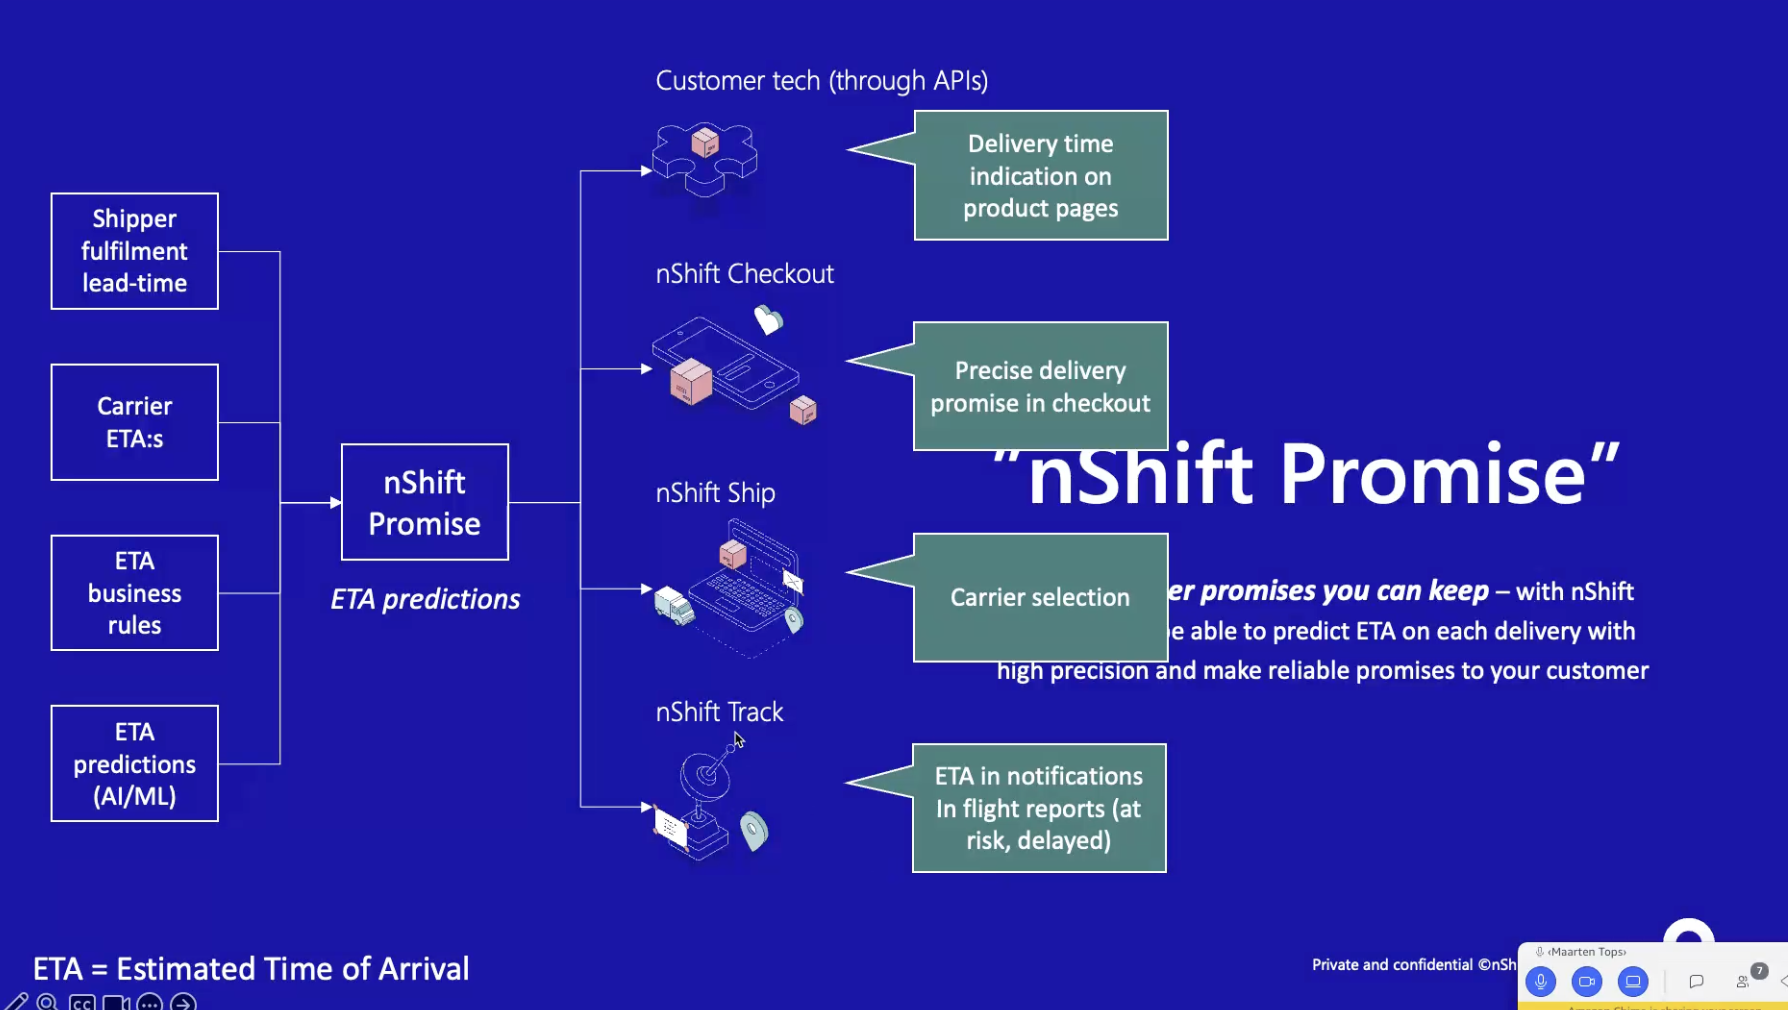 Customer tech (through APIs)
Delivery time
indication on
product pages
Shipper
fulfilment
lead-time
nShift Checkout
Precise delivery
promise in checkout
Carrier
ETA:s
nShift
Promise
ETA predictions
nShift Ship
Carrier selection
ETA
business
rules
nShift Track
ETA in notifications
In flight reports (at
risk, delayed)
ETA
predictions
(AI/ML)
"nShift Promise"
er promises you can keep – with nShift
be able to predict ETA on each delivery with
high precision and make reliable promises to your customer
ETA = Estimated Time of Arrival
Private and confidential ©nSh
‹Maarten Tops›
7
CC